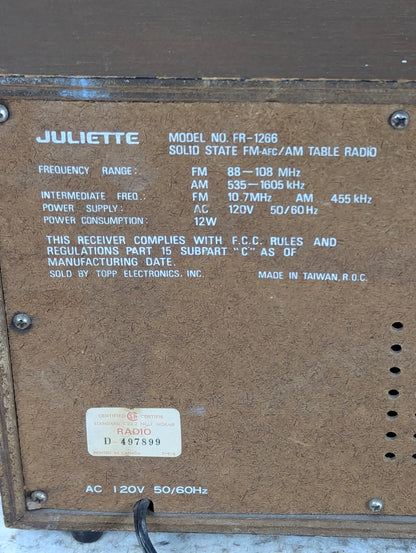 JULIETTE
MODEL NO. FR-1266
SOLID STATE FM-AFC/AM TABLE RADIO
FREQUENCY RANGE: FM 88-108 MHz
AM 535-1605 kHz
INTERMEDIATE FREQ.: FM 10.7MHz AM 455 kHz
POWER SUPPLY: AC 120V 50/60Hz
POWER CONSUMPTION: 12W
THIS RECEIVER COMPLIES WITH F.C.C. RULES AND
REGULATIONS PART 15 SUBPART "C" AS OF
MANUFACTURING DATE.
SOLD BY TOPP ELECTRONICS, INC. MADE IN TAIWAN, R.O.C.
CERTIFIED CERTIFIE
RADIO
D-497899
AC 120V 50/60Hz